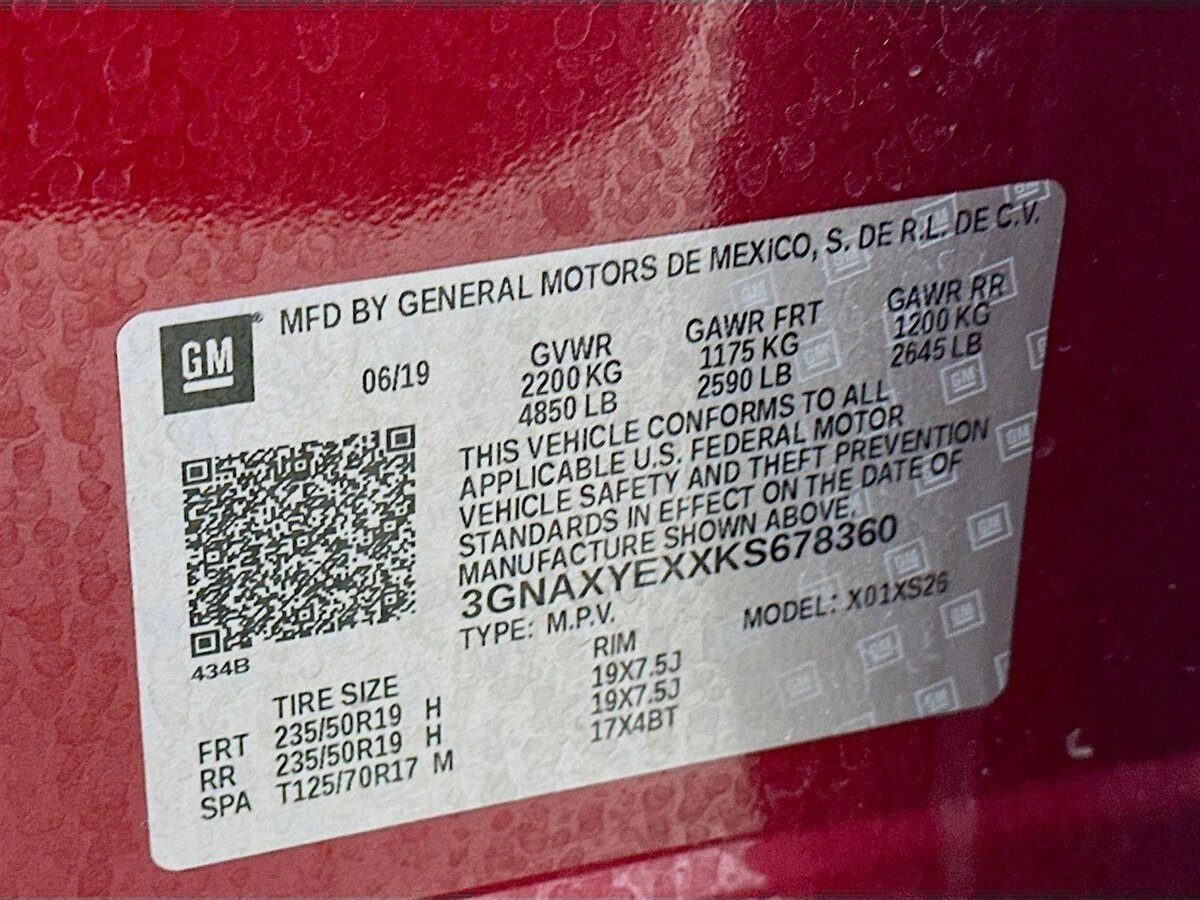 GM MFD BY GENERAL MOTORS DE MEXICO, S. DE R.L. DE C.V.
06/19
GVWR GAWR FRT GAWR RR
2200 KG 1175 KG 1200 KG
4850 LB 2590 LB 2645 LB
THIS VEHICLE CONFORMS TO ALL
APPLICABLE U.S. FEDERAL MOTOR
VEHICLE SAFETY AND THEFT PREVENTION
STANDARDS IN EFFECT ON THE DATE OF
MANUFACTURE SHOWN ABOVE.
3GNAXYEXXKS678360
TYPE: M.P.V. MODEL: X01XS26
434B
TIRE SIZE RIM
FRT 235/50R19 H 19X7.5J
RR 235/50R19 H 19X7.5J
SPA T125/70R17 M 17X4BT